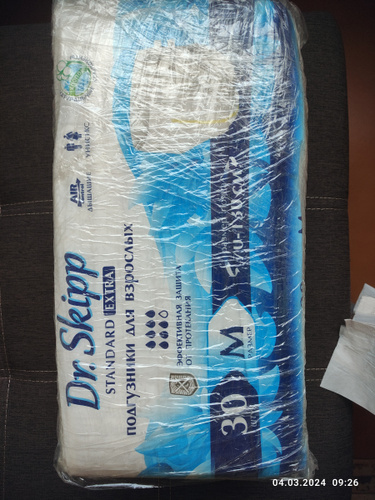 Dr. Skipp
STANDARD EXTRA
ПОДГУЗНИКИ ДЛЯ ВЗРОСЛЫХ
AIR
ДЫШАЩИЕ
УНИСЕКС
ЭФФЕКТИВНАЯ ЗАЩИТА
ОТ ПРОТЕКАНИЯ
30
M
РАЗМЕР
04.03.2024 09:26